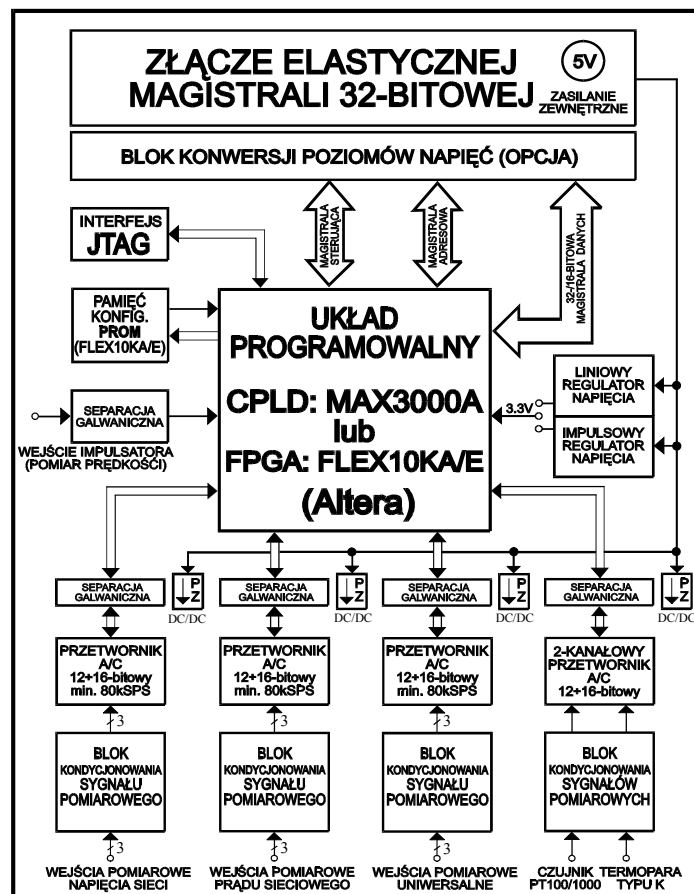 ZŁĄCZE ELASTYCZNEJ
MAGISTRALI 32-BITOWEJ
5V
ZASILANIE
ZEWNĘTRZNE
BLOK KONWERSJI POZIOMÓW NAPIĘĆ (OPCJA)
INTERFEJS
JTAG
MAGISTRALA
STERUJĄCA
MAGISTRALA
ADRESOWA
32-/16-BITOWA
MAGISTRALA DANYCH
PAMIĘĆ
KONFIG.
PROM
(FLEX10KA/E)
UKŁAD
PROGRAMOWALNY
CPLD: MAX3000A
lub
FPGA: FLEX10KA/E
(Altera)
SEPARACJA
GALWANICZNA
WEJŚCIE IMPULSATORA
(POMIAR PRĘDKOŚĆI)
3.3V
LINIOWY
REGULATOR
NAPIĘCIA
IMPULSOWY
REGULATOR
NAPIĘCIA
SEPARACJA
GALWANICZNA
P
Z
DC/DC
SEPARACJA
GALWANICZNA
P
Z
DC/DC
SEPARACJA
GALWANICZNA
P
Z
DC/DC
SEPARACJA
GALWANICZNA
P
Z
DC/DC
PRZETWORNIK
A/C
12÷16-bitowy
min. 80kSPS
PRZETWORNIK
A/C
12÷16-bitowy
min. 80kSPS
PRZETWORNIK
A/C
12÷16-bitowy
min. 80kSPS
2-KANAŁOWY
PRZETWORNIK
A/C
12÷16-bitowy
3
3
3
BLOK
KONDYCJONOWANIA
SYGNAŁU
POMIAROWEGO
BLOK
KONDYCJONOWANIA
SYGNAŁU
POMIAROWEGO
BLOK
KONDYCJONOWANIA
SYGNAŁU
POMIAROWEGO
BLOK
KONDYCJONOWANIA
SYGNAŁÓW
POMIAROWYCH
3
3
3
WEJŚCIA POMIAROWE
NAPIĘCIA SIECI
WEJŚCIA POMIAROWE
PRĄDU SIECIOWEGO
WEJŚCIA POMIAROWE
UNIWERSALNE
CZUJNIK
PT100/1000
TERMOPARA
TYPU K